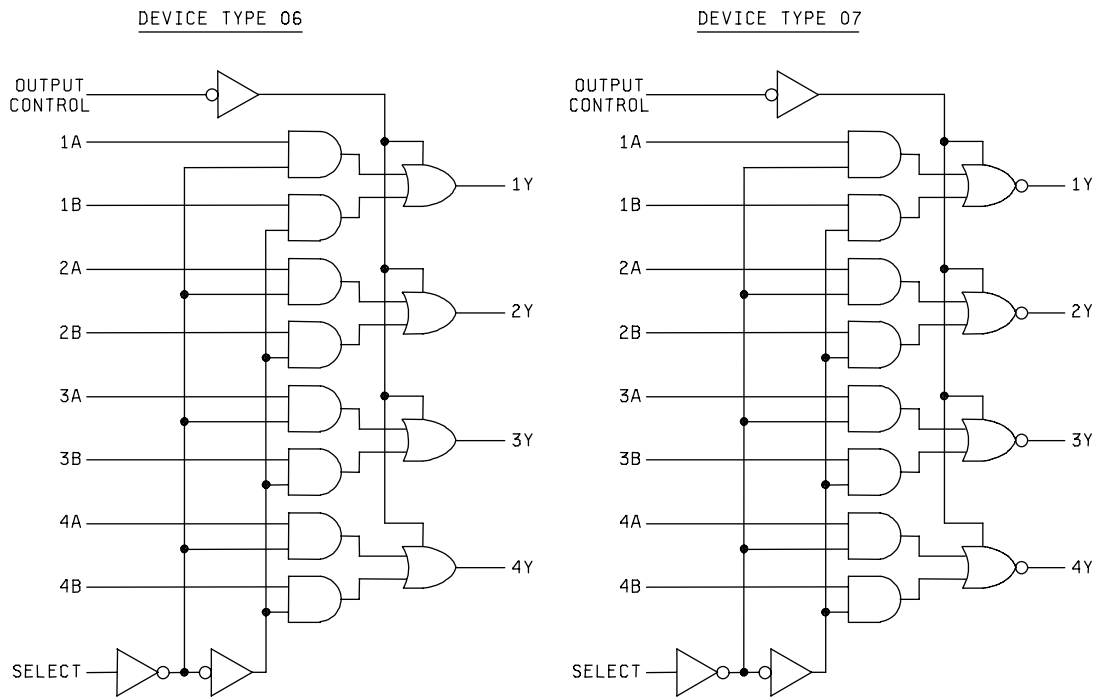 DEVICE TYPE 06
OUTPUT
CONTROL
1A
1Y
1B
2A
2Y
2B
3A
3Y
3B
4A
4Y
4B
SELECT
DEVICE TYPE 07
OUTPUT
CONTROL
1A
1Y
1B
2A
2Y
2B
3A
3Y
3B
4A
4Y
4B
SELECT